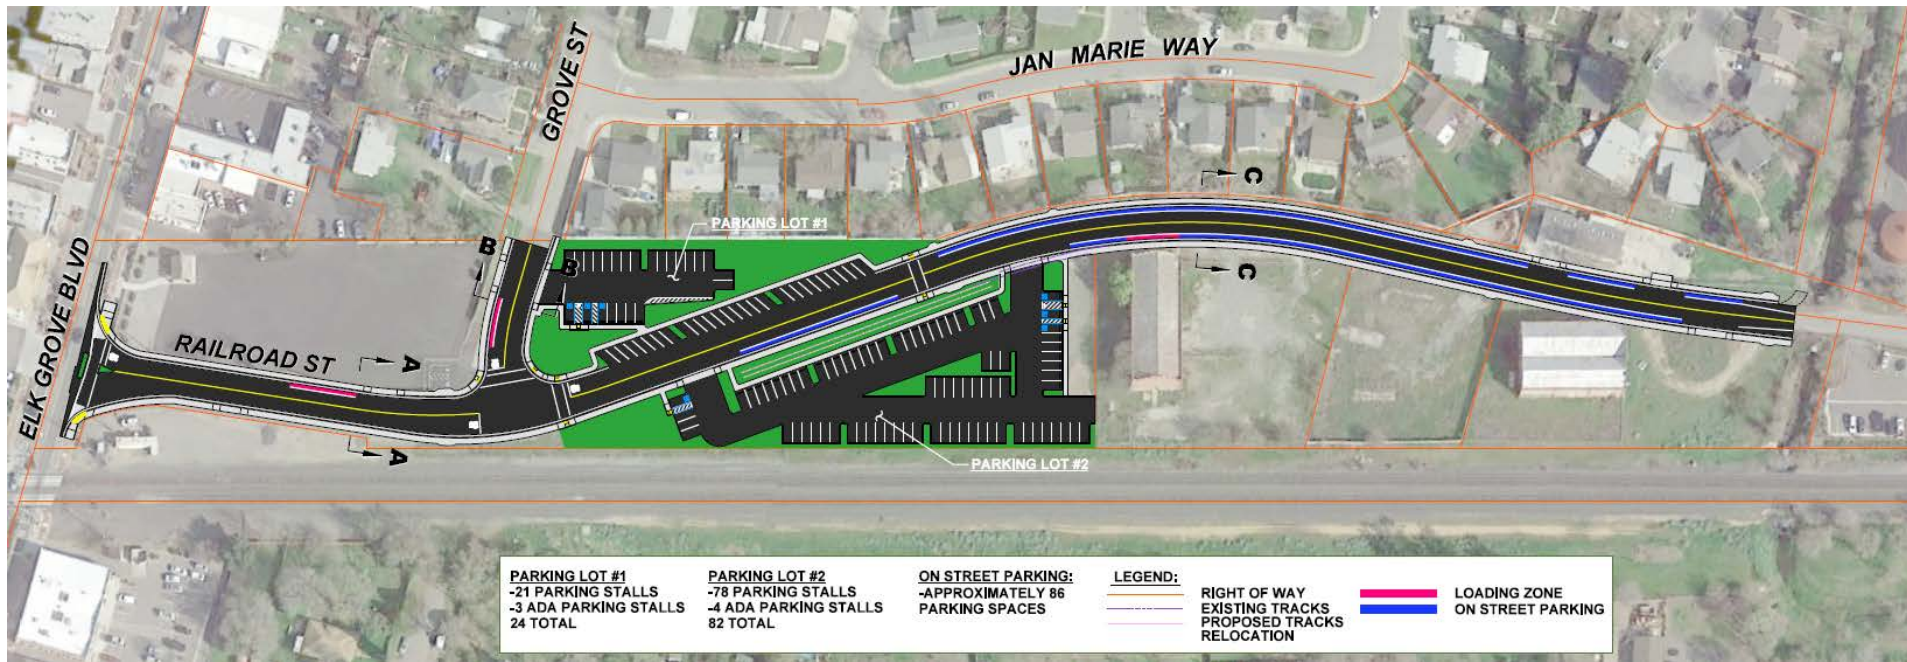 GROVE ST
JAN MARIE WAY
C
PARKING LOT #1
B
B
C
ELK GROVE BLVD
RAILROAD ST
A
A
PARKING LOT #2
PARKING LOT #1
-21 PARKING STALLS
-3 ADA PARKING STALLS
24 TOTAL
PARKING LOT #2
-78 PARKING STALLS
-4 ADA PARKING STALLS
82 TOTAL
ON STREET PARKING:
-APPROXIMATELY 86
PARKING SPACES
LEGEND;
RIGHT OF WAY
EXISTING TRACKS
PROPOSED TRACKS
RELOCATION
LOADING ZONE
ON STREET PARKING